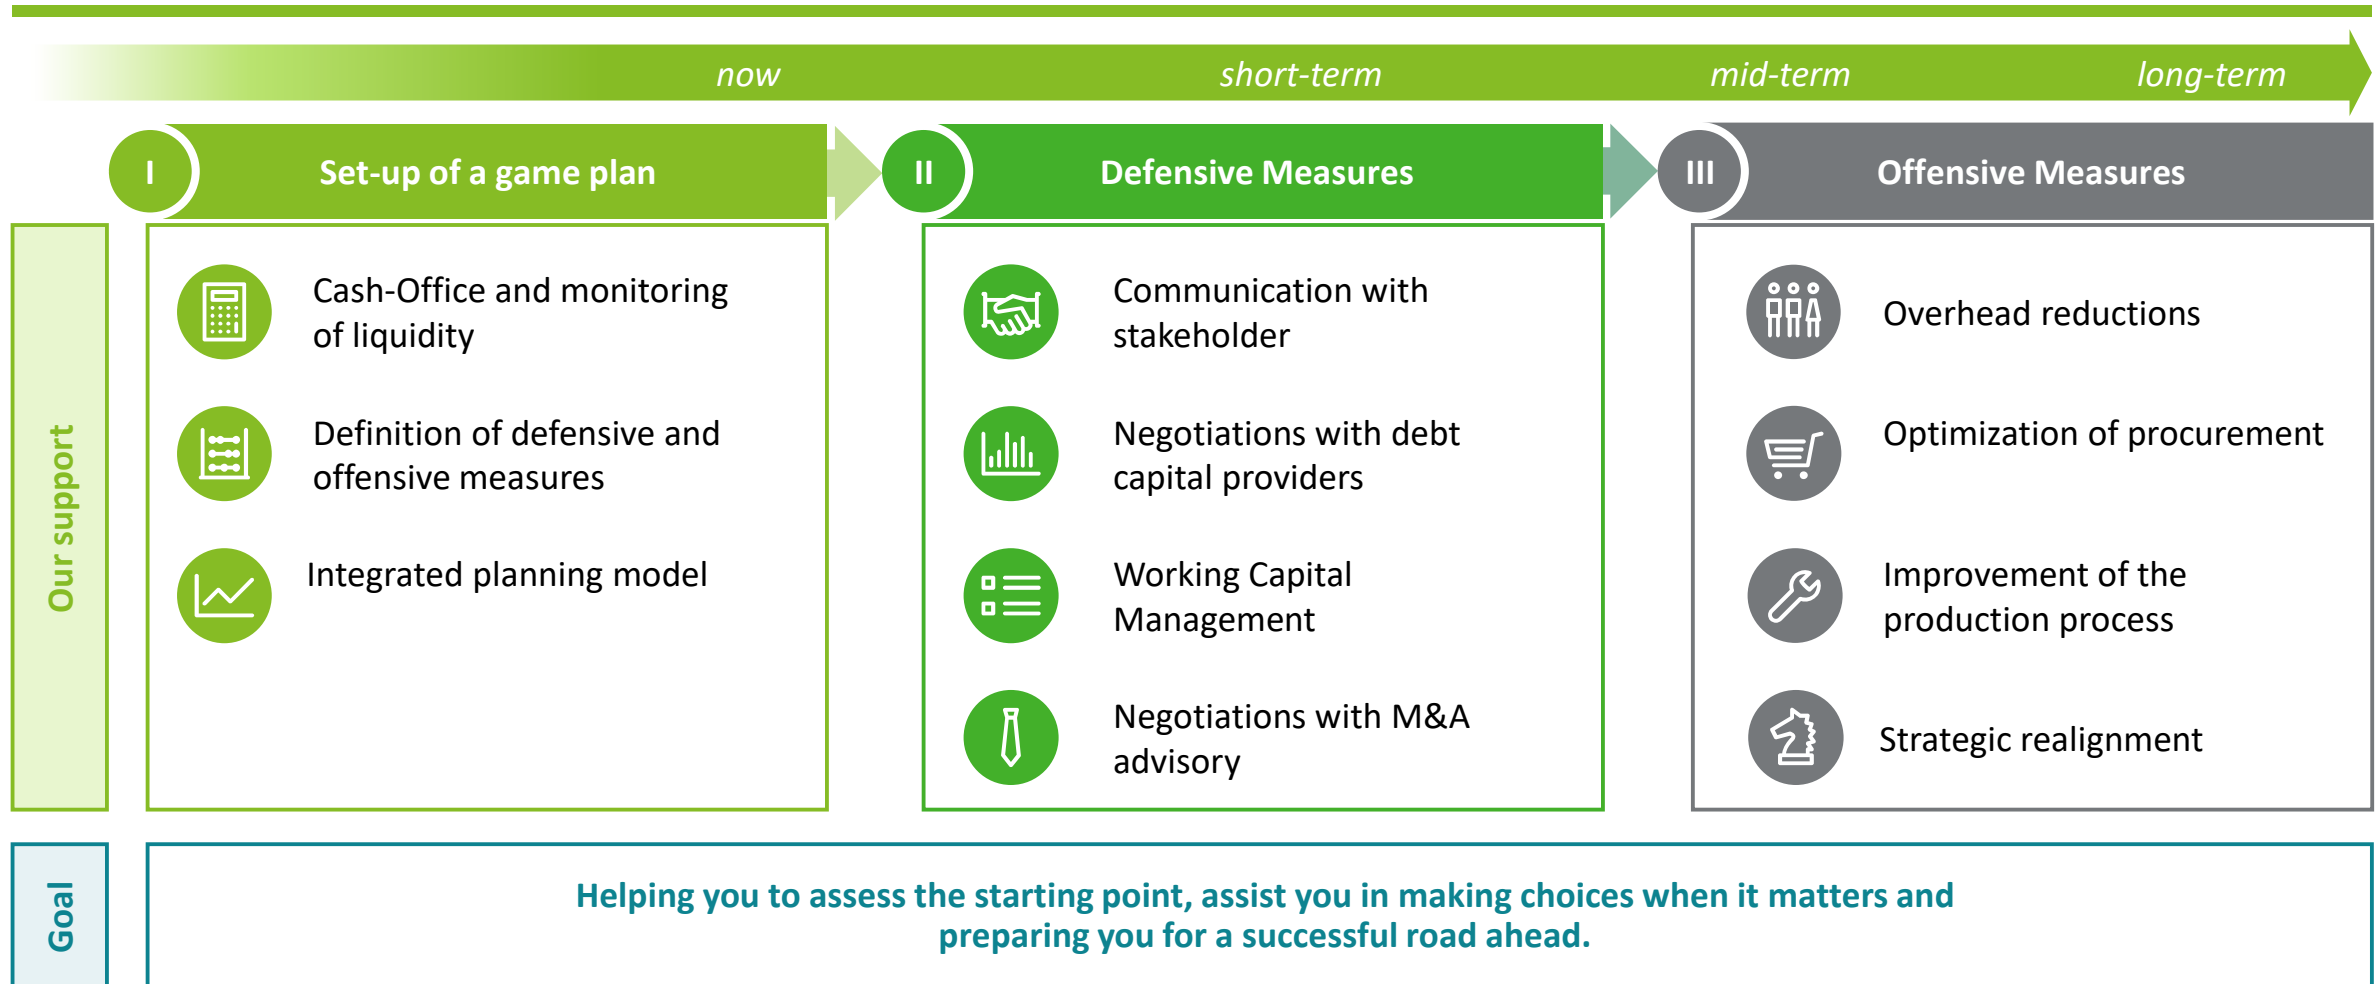 now short-term mid-term long-term
I Set-up of a game plan
II Defensive Measures
III Offensive Measures
Our support
Cash-Office and monitoring
of liquidity
Definition of defensive and
offensive measures
Integrated planning model
Communication with
stakeholder
Negotiations with debt
capital providers
Working Capital
Management
Negotiations with M&A
advisory
Overhead reductions
Optimization of procurement
Improvement of the
production process
Strategic realignment
Goal
Helping you to assess the starting point, assist you in making choices when it matters and
preparing you for a successful road ahead.